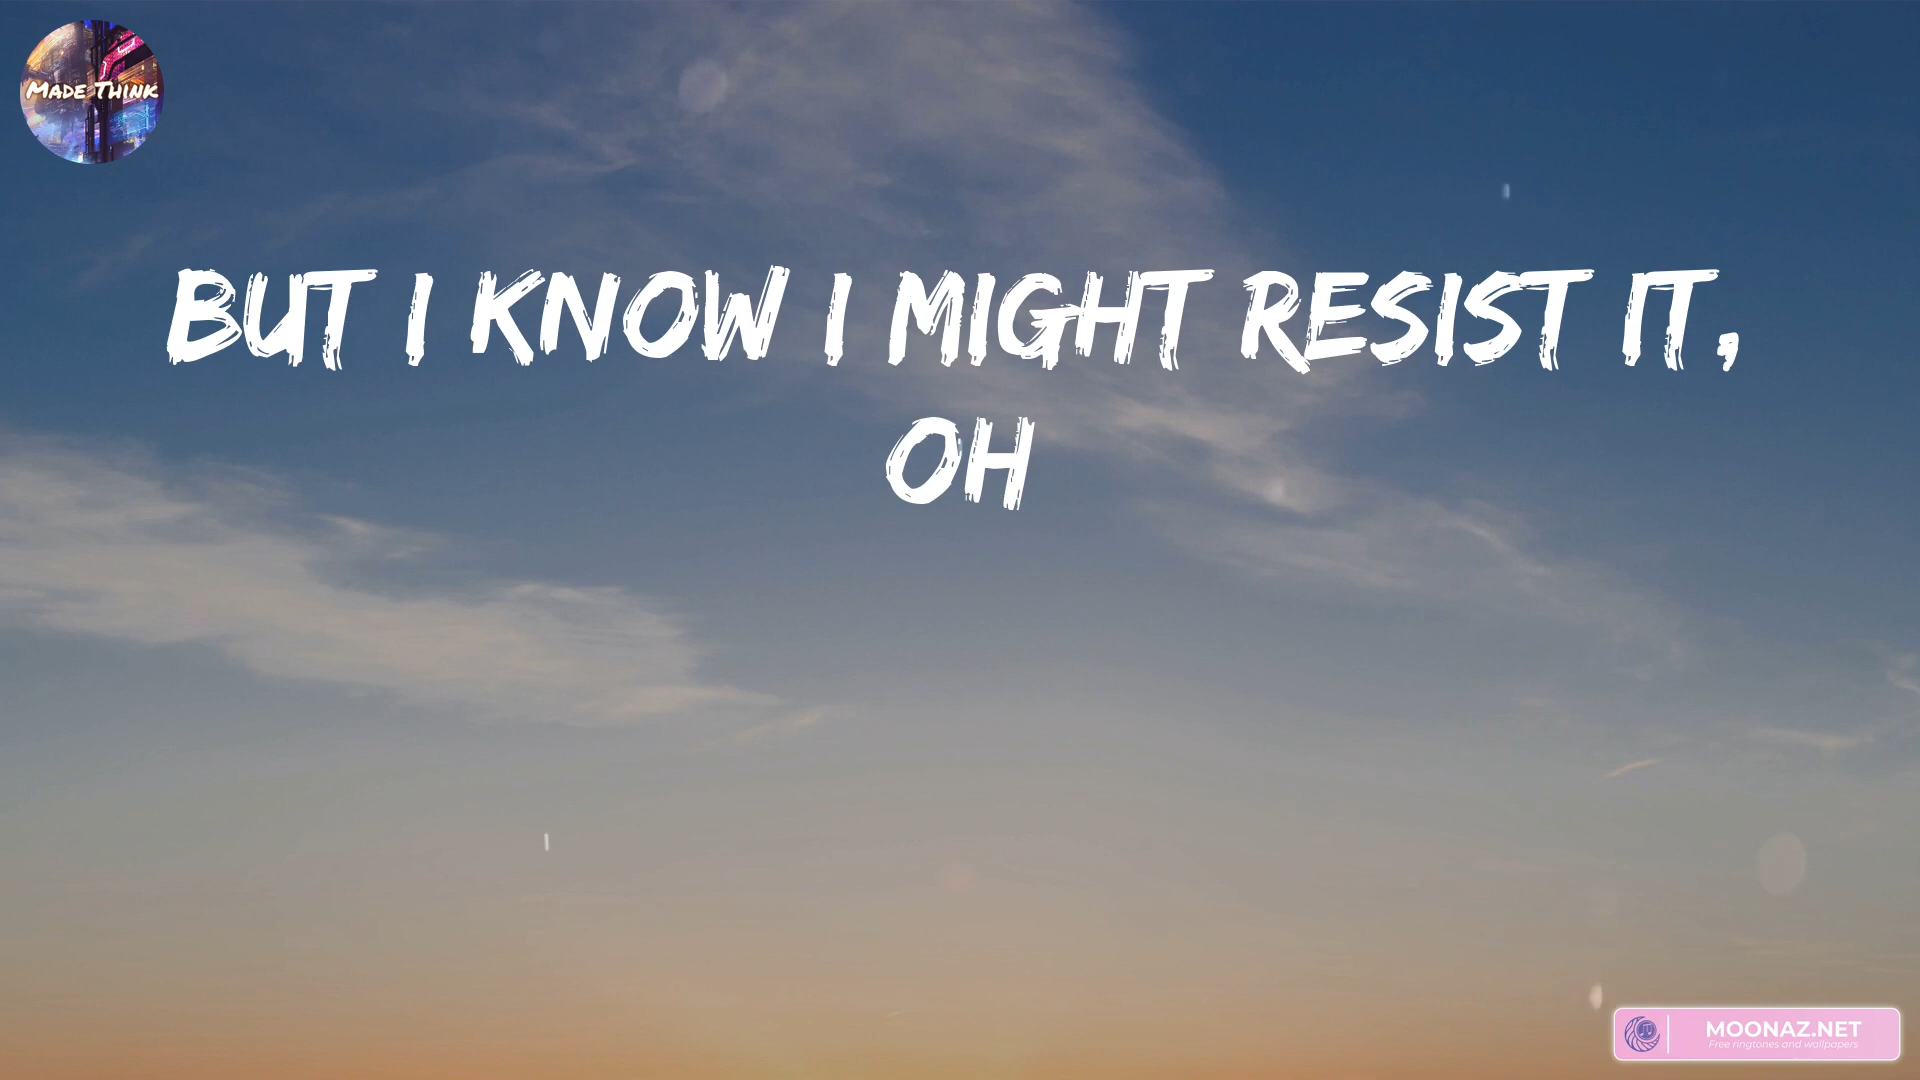 MADE THINK
BUT I KNOW I MIGHT RESIST IT,
OH
MOONAZ.NET
Free ringtones and wallpapers